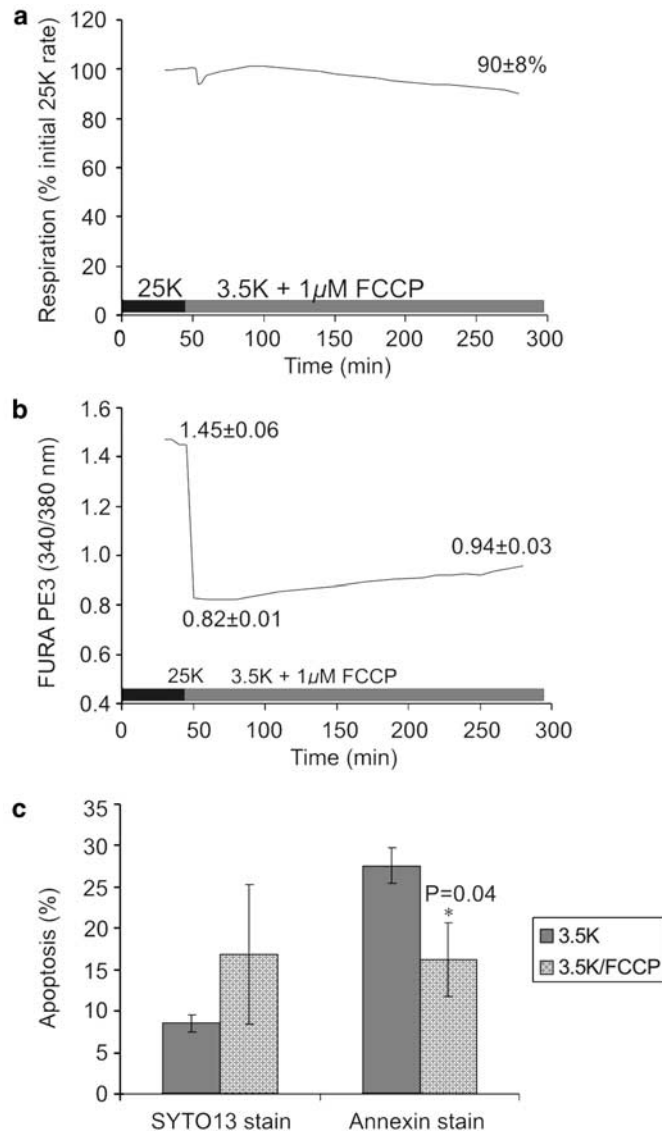 a
Respiration (% initial 25K rate)
120
100
80
60
40
20
0
90±8%
25K
3.5K + 1µM FCCP
0 50 100 150 200 250 300
Time (min)
b
FURA PE3 (340/380 nm)
1.6
1.4
1.2
1.0
0.8
0.6
0.4
1.45±0.06
0.94±0.03
0.82±0.01
25K
3.5K + 1µM FCCP
0 50 100 150 200 250 300
Time (min)
c
Apoptosis (%)
35
30
25
20
15
10
5
0
P=0.04
*
3.5K
3.5K/FCCP
SYTO13 stain
Annexin stain